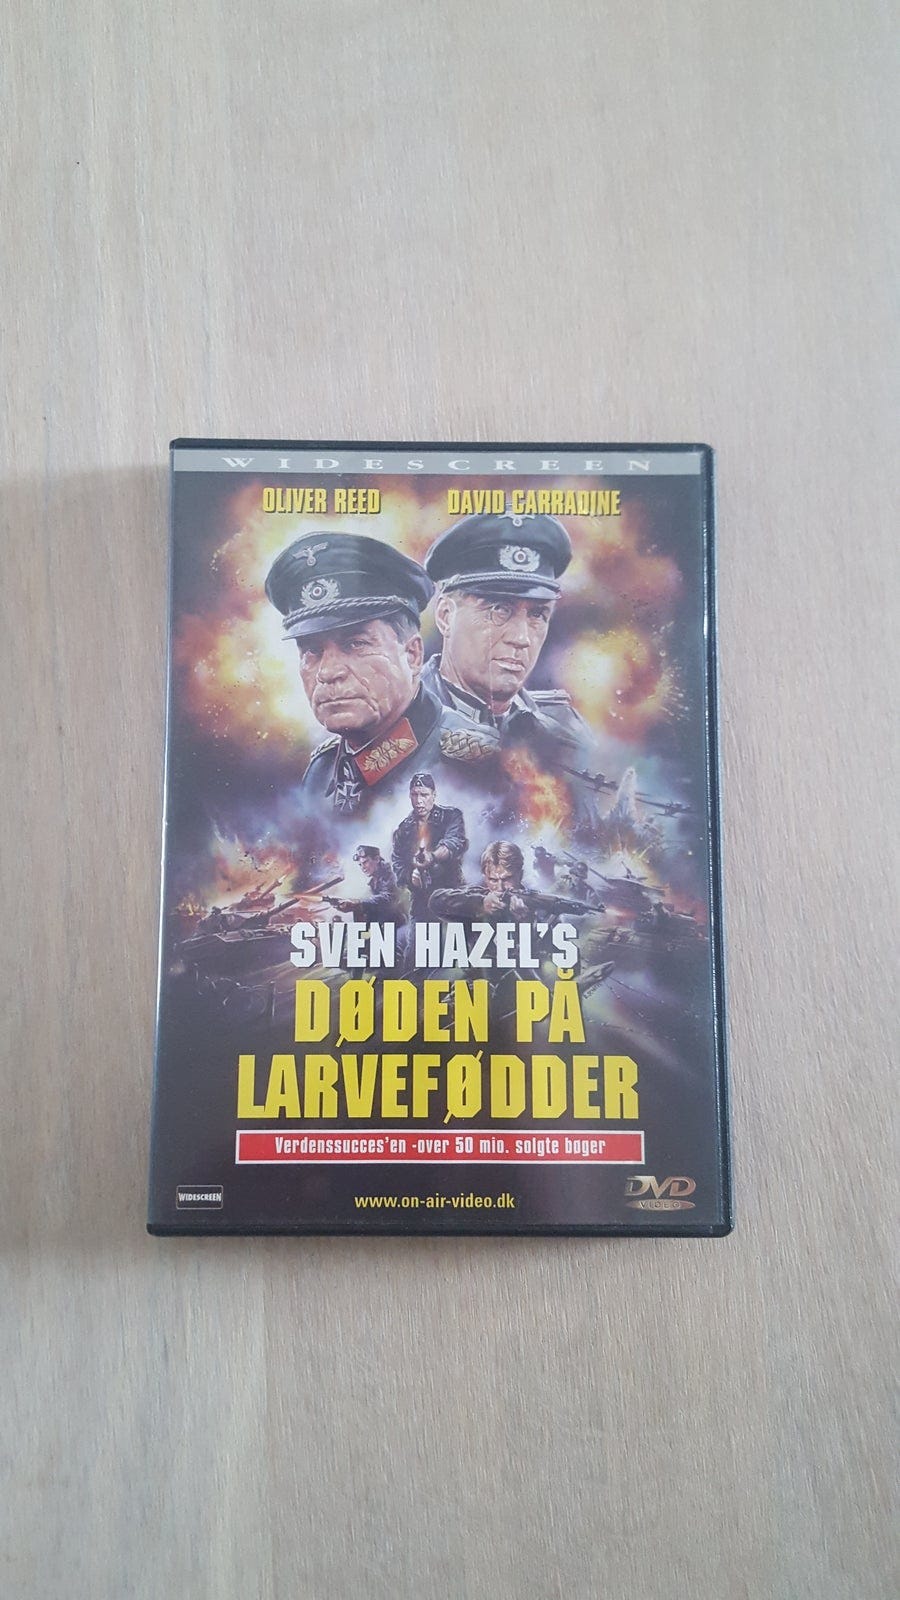 WIDESCREEN
OLIVER REED DAVID CARRADINE
SVEN HAZEL'S
DØDEN PÅ
LARVEFØDDER
Verdenssucces'en -over 50 mio. solgte bøger
WIDESCREEN
www.on-air-video.dk
DVD
VIDEO